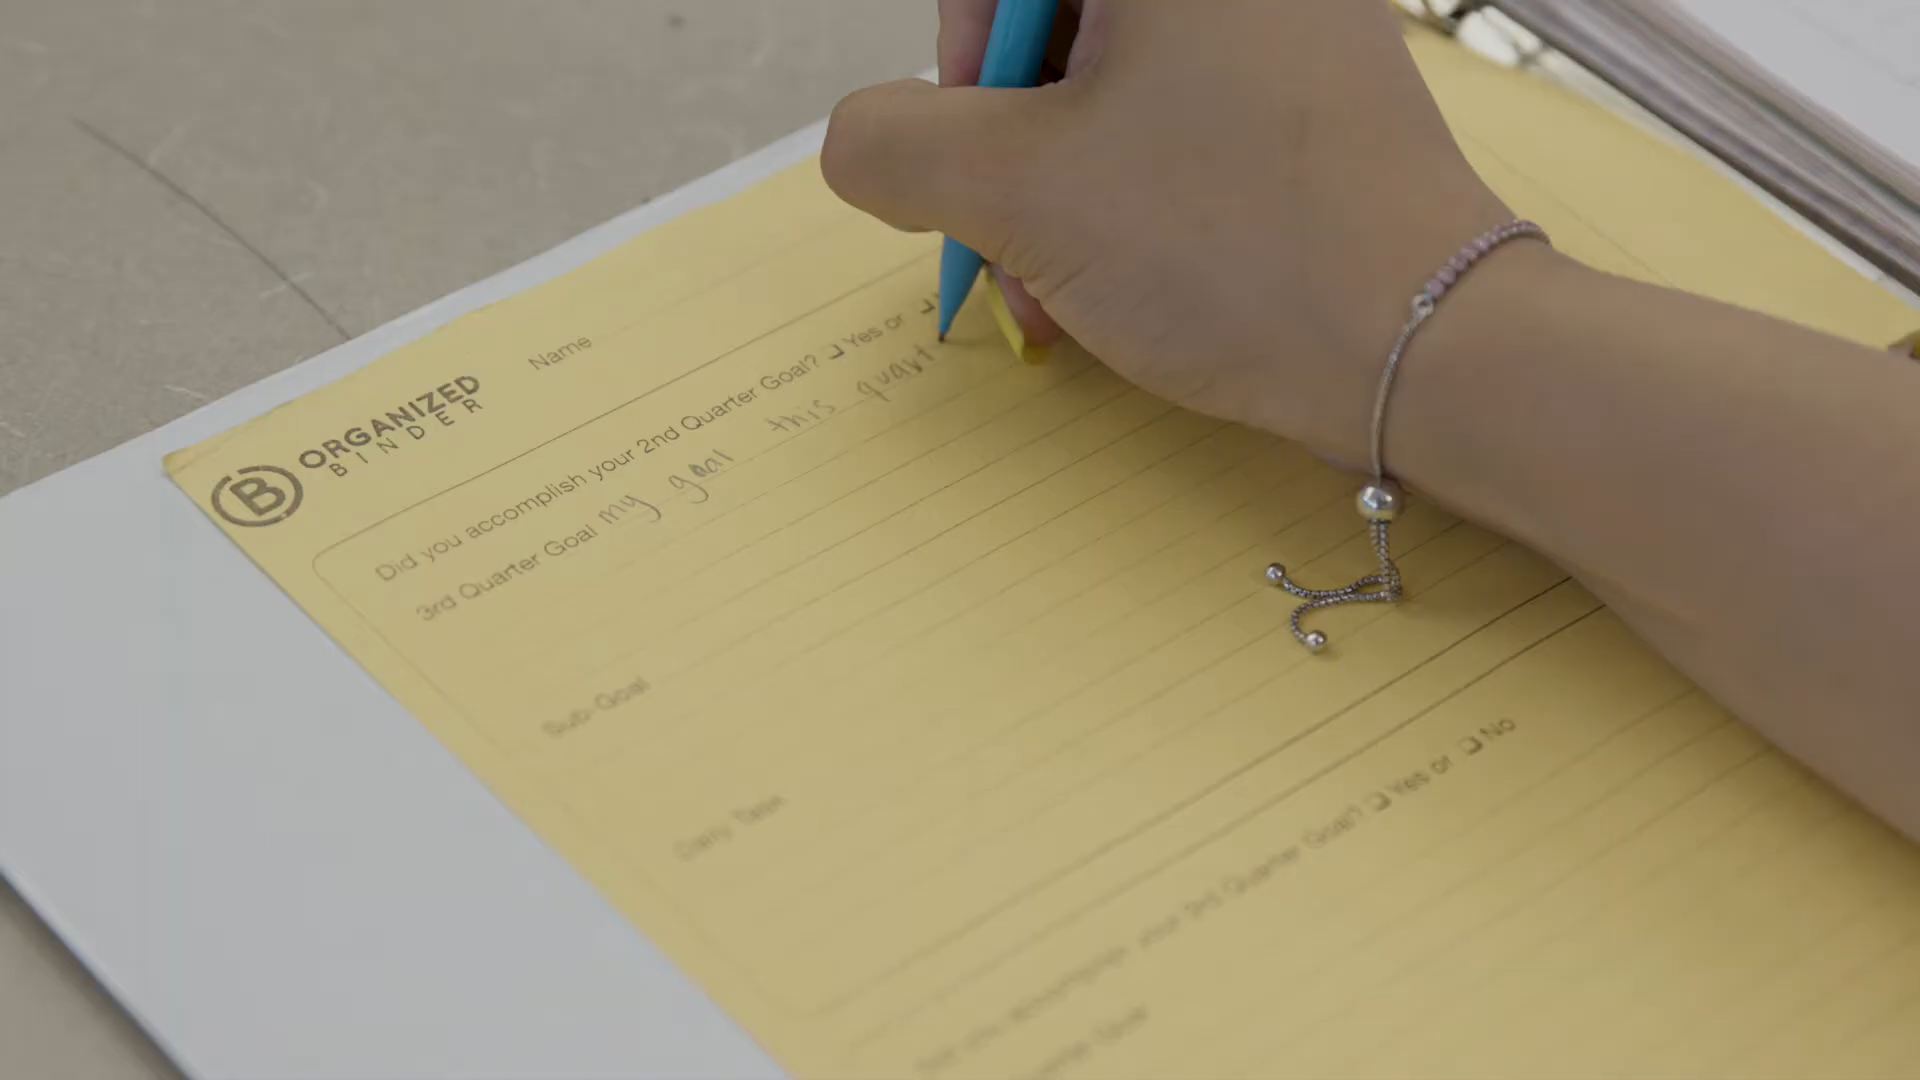 ORGANIZED
BINDER
Name
Did you accomplish your 2nd Quarter Goal? ❏ Yes or ❏
3rd Quarter Goal my goal this quart
Sub-Goal
Daily Task
Did you accomplish your 3rd Quarter Goal? ❏ Yes or ❏ No
Goal